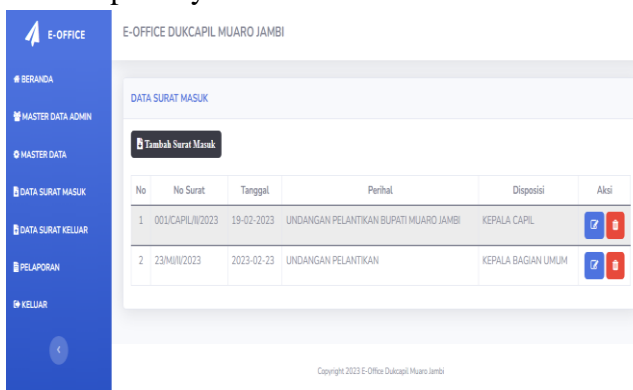 E-OFFICE
E-OFFICE DUKCAPIL MUARO JAMBI
BERANDA
MASTER DATA ADMIN
MASTER DATA
DATA SURAT MASUK
DATA SURAT KELUAR
PELAPORAN
KELUAR
DATA SURAT MASUK
Tambah Surat Masuk
No No Surat Tanggal Perihal Disposisi Aksi
1 001/CAPIL/II/2023 19-02-2023 UNDANGAN PELANTIKAN BUPATI MUARO JAMBI KEPALA CAPIL
2 23/MJ/II/2023 2023-02-23 UNDANGAN PELANTIKAN KEPALA BAGIAN UMUM
Copyright 2023 E-Office Dukcapil Muaro Jambi